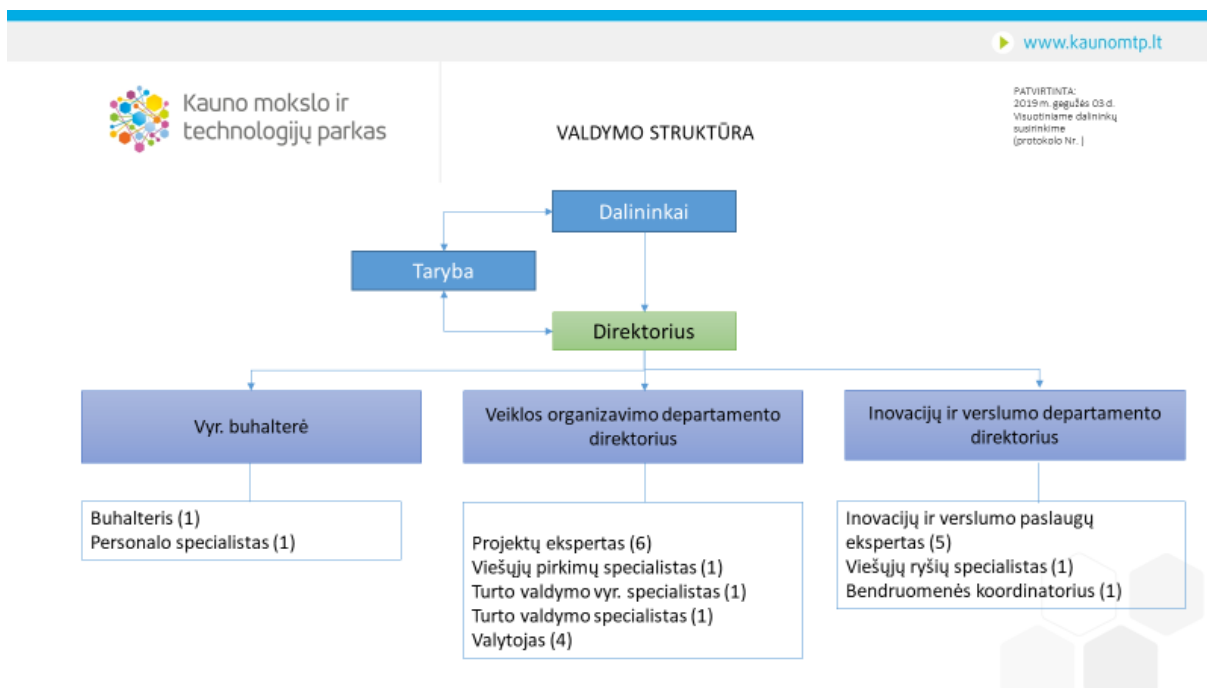 www.kaunomtp.lt
Kauno mokslo ir
technologijų parkas
VALDYMO STRUKTŪRA
PATVIRTINTA:
2019 m. gegužės 03 d.
Visuotiniame dalininkų
susirinkime
(protokolo Nr. )
Dalininkai
Taryba
Direktorius
Vyr. buhalterė
Veiklos organizavimo departamento
direktorius
Inovacijų ir verslumo departamento
direktorius
Buhalteris (1)
Personalo specialistas (1)
Projektų ekspertas (6)
Viešųjų pirkimų specialistas (1)
Turto valdymo vyr. specialistas (1)
Turto valdymo specialistas (1)
Valytojas (4)
Inovacijų ir verslumo paslaugų
ekspertas (5)
Viešųjų ryšių specialistas (1)
Bendruomenės koordinatorius (1)